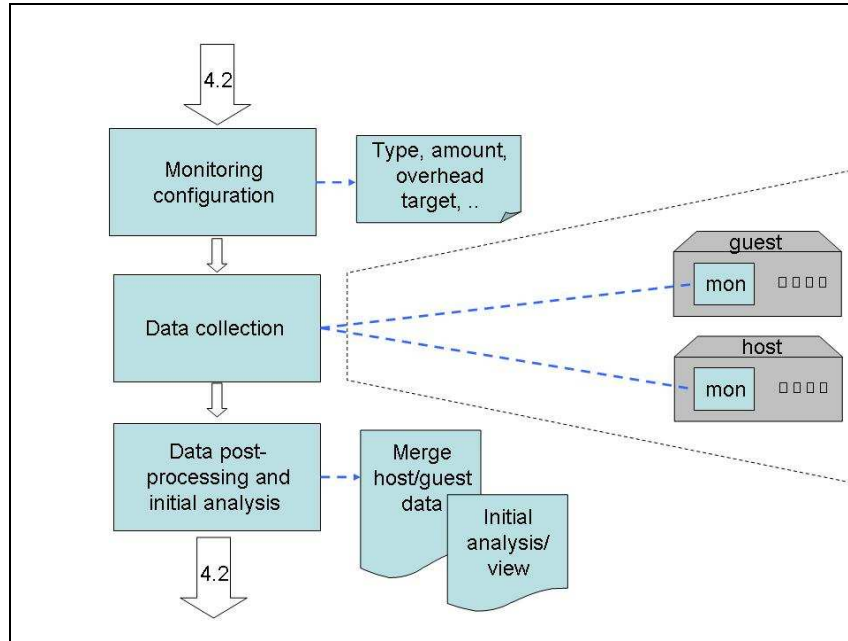 4.2
Monitoring
configuration
Type, amount,
overhead
target, ..
guest
mon
Data collection
host
mon
Data post-
processing and
initial analysis
Merge
host/guest
data
Initial
analysis/
view
4.2